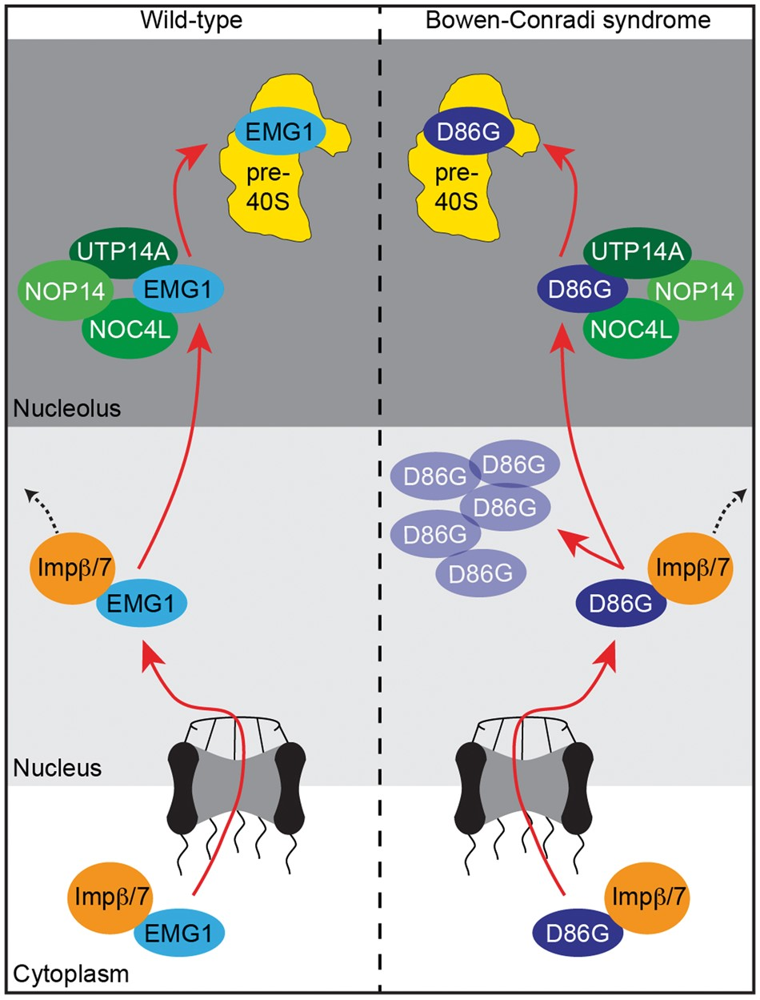 Wild-type
Bowen-Conradi syndrome
EMG1
pre-
40S
D86G
pre-
40S
UTP14A
NOP14
EMG1
NOC4L
UTP14A
D86G
NOP14
NOC4L
Nucleolus
D86G
D86G
D86G
D86G
D86G
Impβ/7
EMG1
Impβ/7
D86G
Nucleus
Impβ/7
EMG1
Impβ/7
D86G
Cytoplasm